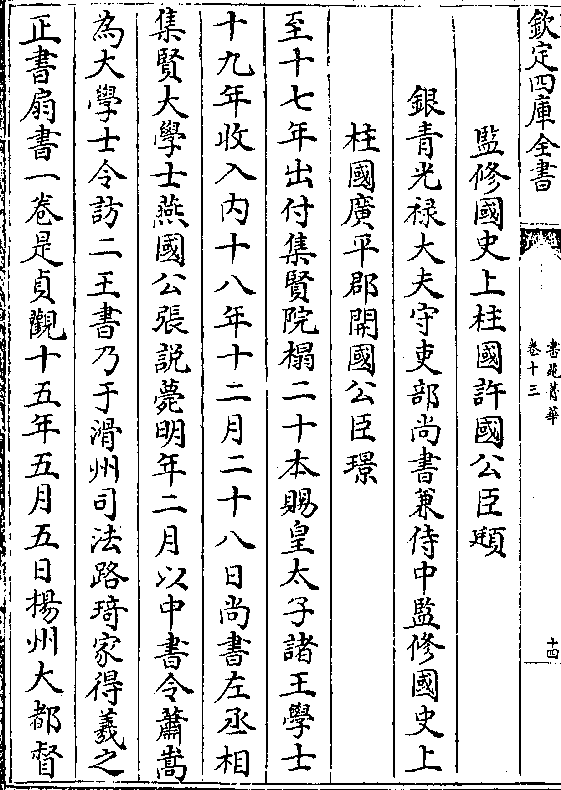 欽定四庫全書
書苑菁華
卷十三
十四
監修國史上柱國許國公臣頲
銀青光禄大夫守吏部尚書兼侍中監修國史上
柱國廣平郡開國公臣璟
至十七年出付集賢院榻二十本賜皇太子諸王學士
十九年收入内十八年十二月二十八日尚書左丞相
集賢大學士燕國公張説薨明年二月以中書令蕭嵩
為大學士令訪二王書乃于滑州司法路琦家得羲之
正書扇書一卷是貞觀十五年五月五日揚州大都督